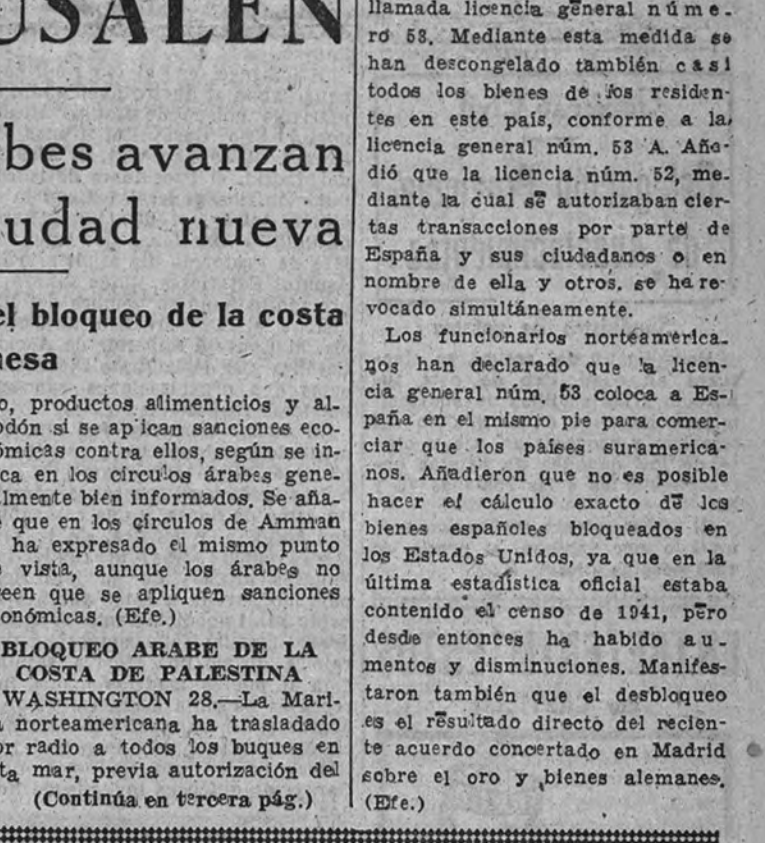 USALEN
bes avanzan
udad nueva
el bloqueo de la costa
nesa
o, productos alimenticios y al-
odón si se ap'ican sanciones eco-
ómicas contra ellos, según se in-
ca en los circulos árabes gene-
lmente bien informados. Se aña-
e que en los círculos de Amman
ha expresado el mismo punto
vista, aunque los árabes no
reen que se apliquen sanciones
onómicas. (Efe.)
BLOQUEO ARABE DE LA
COSTA DE PALESTINA
WASHINGTON 28.—La Mari-
a norteamericana ha trasladado
or radio a todos los buques en
ta mar, previa autorización del
(Continúa en tercera pág.)
llamada licencia general núme-
ro 53. Mediante esta medida se
han descongelado también casi
todos los bienes de los residen-
tes en este país, conforme a la
licencia general núm. 53 A. Aña-
dió que la licencia núm. 52, me-
diante la cual se autorizaban cier-
tas transacciones por parte de
España y sus ciudadanos o en
nombre de ella y otros, se ha re-
vocado simultáneamente.
Los funcionarios norteamerica-
nos han declarado que la licen-
cia general núm. 53 coloca a Es-
paña en el mismo pie para comer-
ciar que los países suramerica-
nos. Añadieron que no es posible
hacer el cálculo exacto de los
bienes españoles bloqueados en
los Estados Unidos, ya que en la
última estadística oficial estaba
contenido el censo de 1941, pero
desde entonces ha habido au-
mentos y disminuciones. Manifes-
taron también que el desbloqueo
es el resultado directo del recien-
te acuerdo concertado en Madrid
sobre el oro y bienes alemanes.
(Efe.)